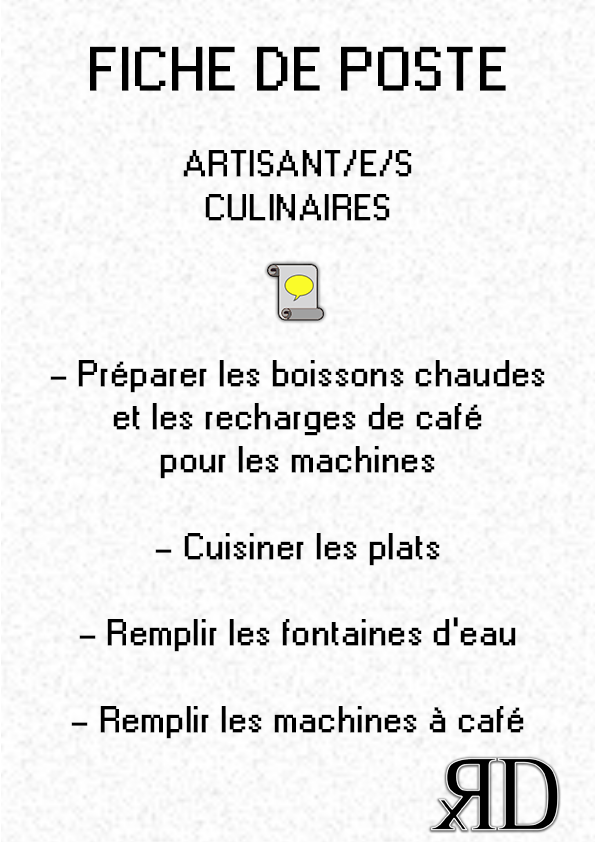 FICHE DE POSTE
ARTISANT/E/S
CULINAIRES
- Préparer les boissons chaudes
et les recharges de café
pour les machines
- Cuisiner les plats
- Remplir les fontaines d'eau
- Remplir les machines à café
xRD